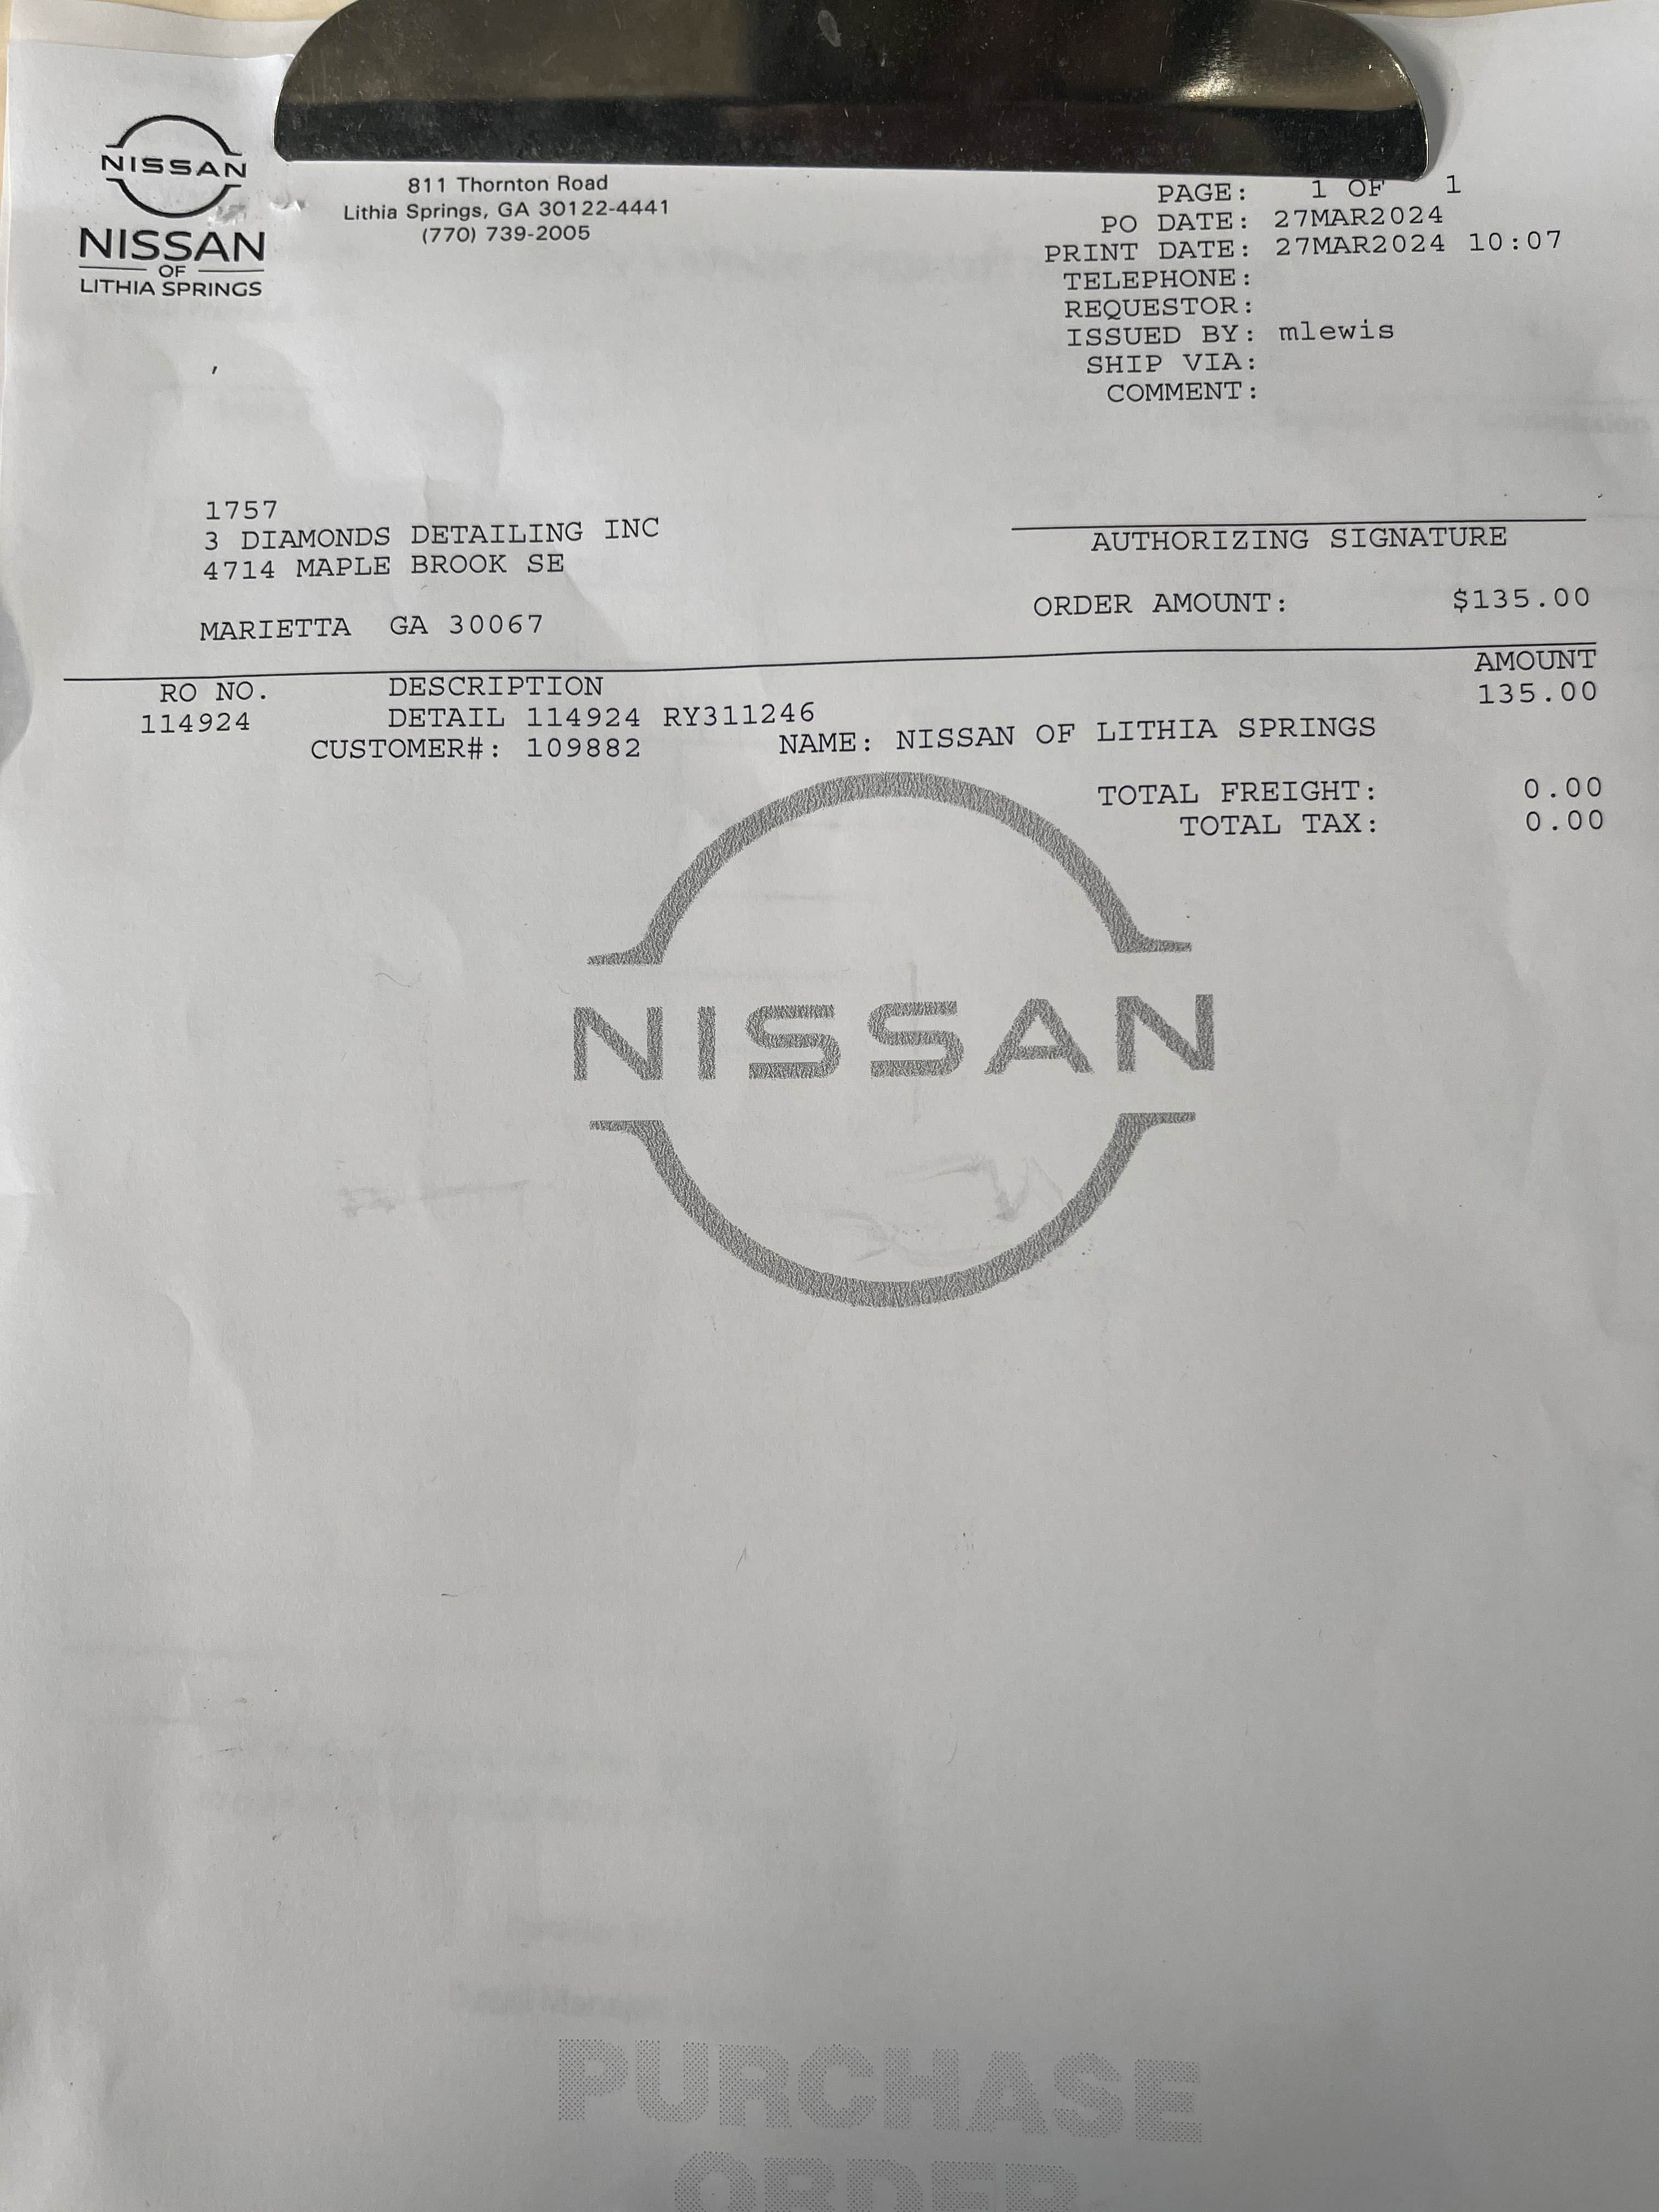 NISSAN
NISSAN
OF
LITHIA SPRINGS
811 Thornton Road
Lithia Springs, GA 30122-4441
(770) 739-2005
PAGE: 1 OF 1
PO DATE: 27MAR2024
PRINT DATE: 27MAR2024 10:07
TELEPHONE:
REQUESTOR:
ISSUED BY: mlewis
SHIP VIA:
COMMENT:
1757
3 DIAMONDS DETAILING INC
4714 MAPLE BROOK SE
MARIETTA GA 30067
AUTHORIZING SIGNATURE
ORDER AMOUNT: $135.00
RO NO. DESCRIPTION AMOUNT
114924 DETAIL 114924 RY311246 135.00
CUSTOMER#: 109882 NAME: NISSAN OF LITHIA SPRINGS
TOTAL FREIGHT: 0.00
TOTAL TAX: 0.00
NISSAN
PURCHASE
ORDER